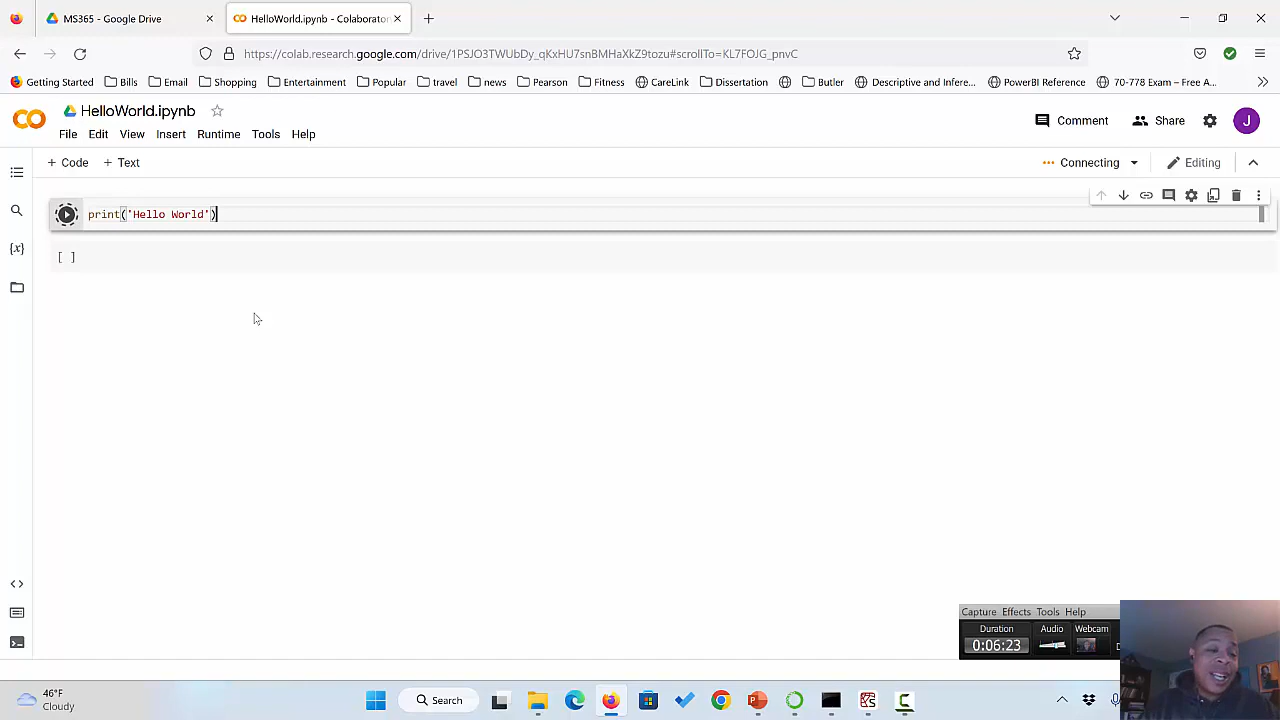 MS365 - Google Drive
HelloWorld.ipynb - Colaborator
https://colab.research.google.com/drive/1PSJO3TWUbDy_qKxHU7snBMHaXkZ9tozu#scrollTo=KL7FOJG_pnvC
Getting Started Bills Email Shopping Entertainment Popular travel news Pearson Fitness CareLink Dissertation Butler Descriptive and Infere... PowerBI Reference 70-778 Exam – Free A...
HelloWorld.ipynb
Comment Share J
File Edit View Insert Runtime Tools Help
+ Code + Text
Connecting Editing
print('Hello World')
[ ]
Capture Effects Tools Help
Duration Audio Webcam
0:06:23
46°F
Cloudy
Search